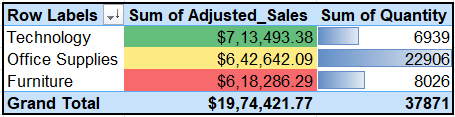 Row Labels Sum of Adjusted_Sales Sum of Quantity
Technology $7,13,493.38 6939
Office Supplies $6,42,642.09 22906
Furniture $6,18,286.29 8026
Grand Total $19,74,421.77 37871